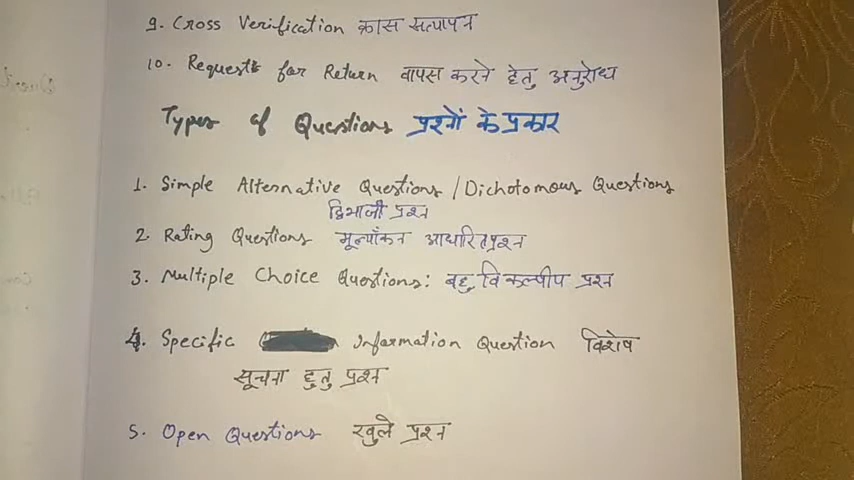 9. Cross Verification क्रास सत्यापन
10. Request for Return वापस करने हेतु अनुरोध
Types of Questions प्रश्नों के प्रकार
1. Simple Alternative Questions / Dichotomous Questions
द्विभाजी प्रश्न
2. Rating Questions मूल्यांकन आधारित प्रश्न
3. Multiple Choice Questions: बहु विकल्पीय प्रश्न
4. Specific Information Question विशेष
सूचना हेतु प्रश्न
5. Open Questions खुले प्रश्न